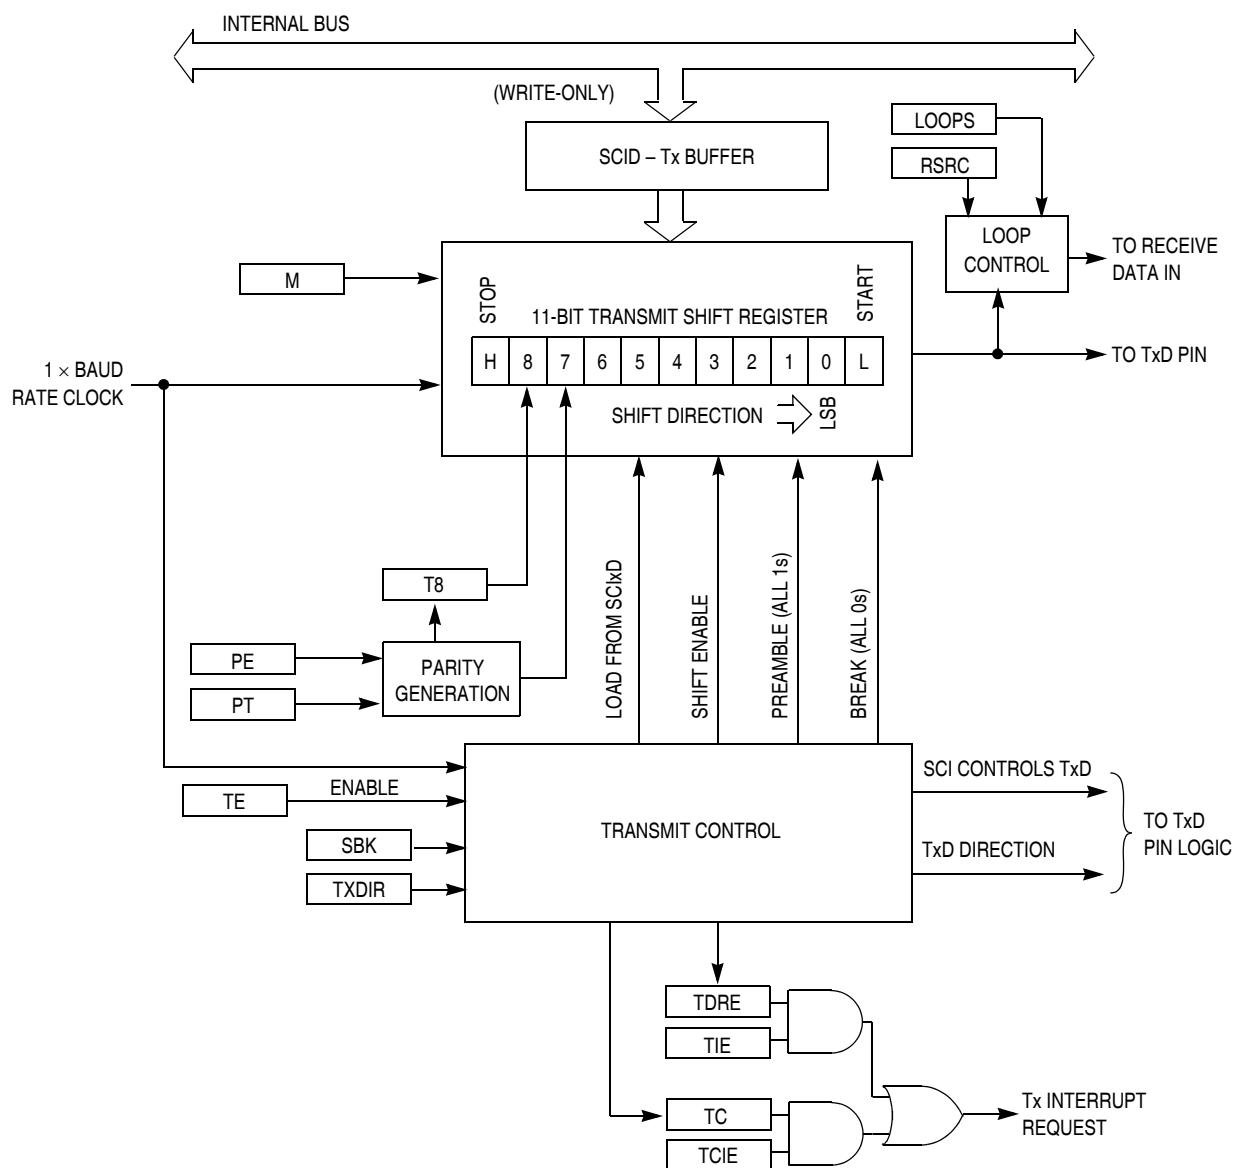 INTERNAL BUS
(WRITE-ONLY)
SCID – Tx BUFFER
LOOPS
RSRC
LOOP
CONTROL
TO RECEIVE
DATA IN
M
STOP
11-BIT TRANSMIT SHIFT REGISTER
START
H 8 7 6 5 4 3 2 1 0 L
SHIFT DIRECTION
LSB
1 × BAUD
RATE CLOCK
TO TxD PIN
T8
PE
PT
PARITY
GENERATION
LOAD FROM SCIxD
SHIFT ENABLE
PREAMBLE (ALL 1s)
BREAK (ALL 0s)
TE
ENABLE
SBK
TXDIR
TRANSMIT CONTROL
SCI CONTROLS TxD
TxD DIRECTION
TO TxD
PIN LOGIC
TDRE
TIE
TC
TCIE
Tx INTERRUPT
REQUEST